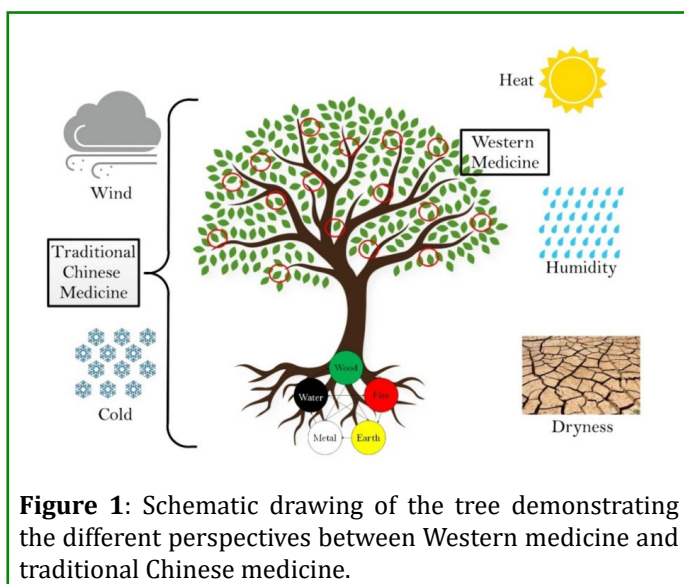 Heat
Western
Medicine
Wind
Traditional
Chinese
Medicine
Humidity
Cold
Wood
Water
Fire
Metal
Earth
Dryness
Figure 1: Schematic drawing of the tree demonstrating
the different perspectives between Western medicine and
traditional Chinese medicine.